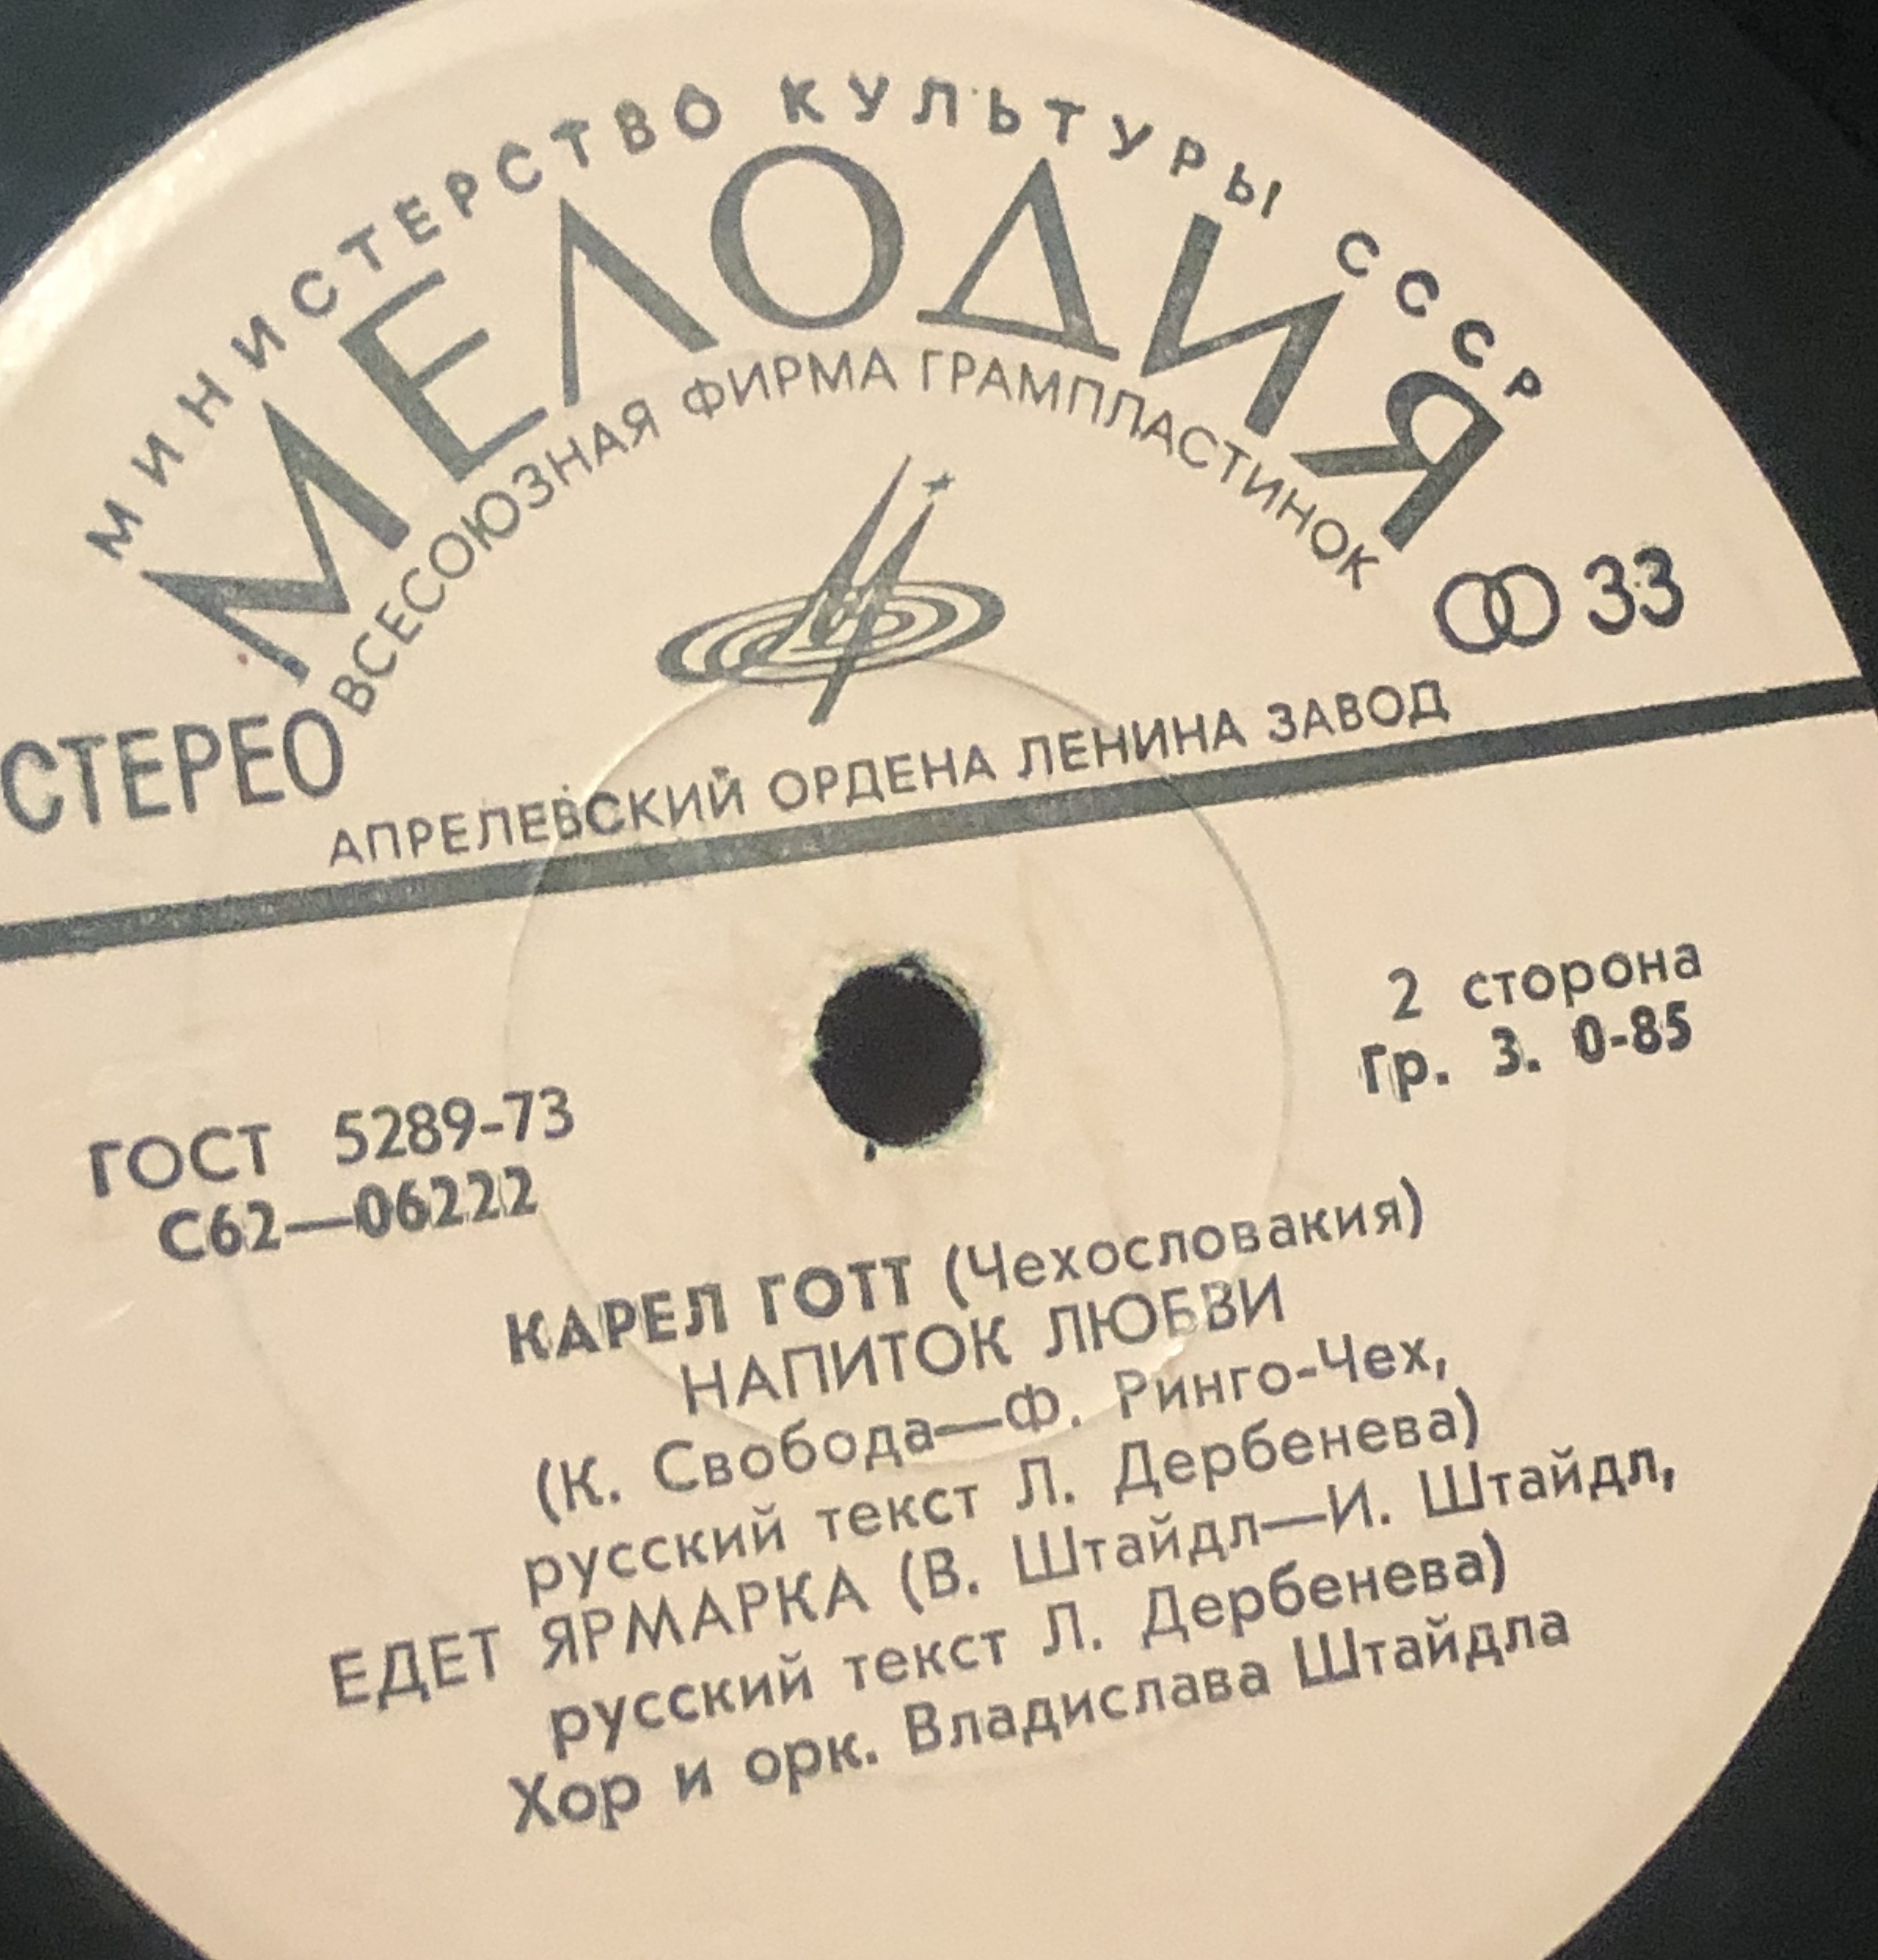 МИНИСТЕРСТВО КУЛЬТУРЫ СССР
МЕЛОДИЯ
ВСЕСОЮЗНАЯ ФИРМА ГРАМПЛАСТИНОК
СТЕРЕО
33
АПРЕЛЕВСКИЙ ОРДЕНА ЛЕНИНА ЗАВОД
2 сторона
Гр. 3. 0-85
ГОСТ 5289-73
С62—06222
КАРЕЛ ГОТТ (Чехословакия)
НАПИТОК ЛЮБВИ
(К. Свобода—Ф. Ринго-Чех,
русский текст Л. Дербенева)
ЕДЕТ ЯРМАРКА (В. Штайдл—И. Штайдл,
русский текст Л. Дербенева)
Хор и орк. Владислава Штайдла